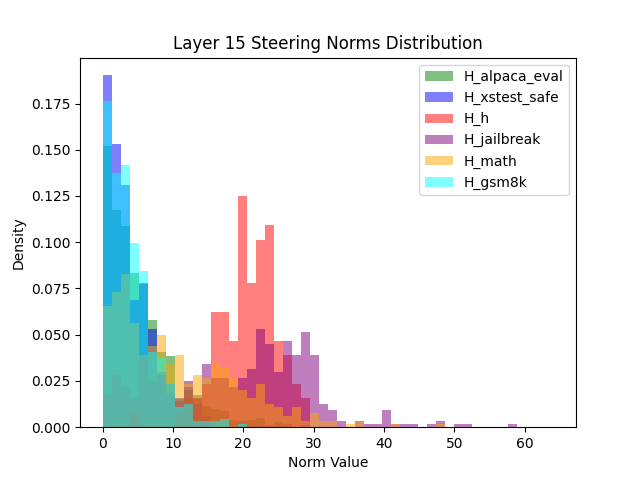 Layer 15 Steering Norms Distribution
H_alpaca_eval
H_xstest_safe
H_h
H_jailbreak
H_math
H_gsm8k
Density
0.175
0.150
0.125
0.100
0.075
0.050
0.025
0.000
0 10 20 30 40 50 60
Norm Value